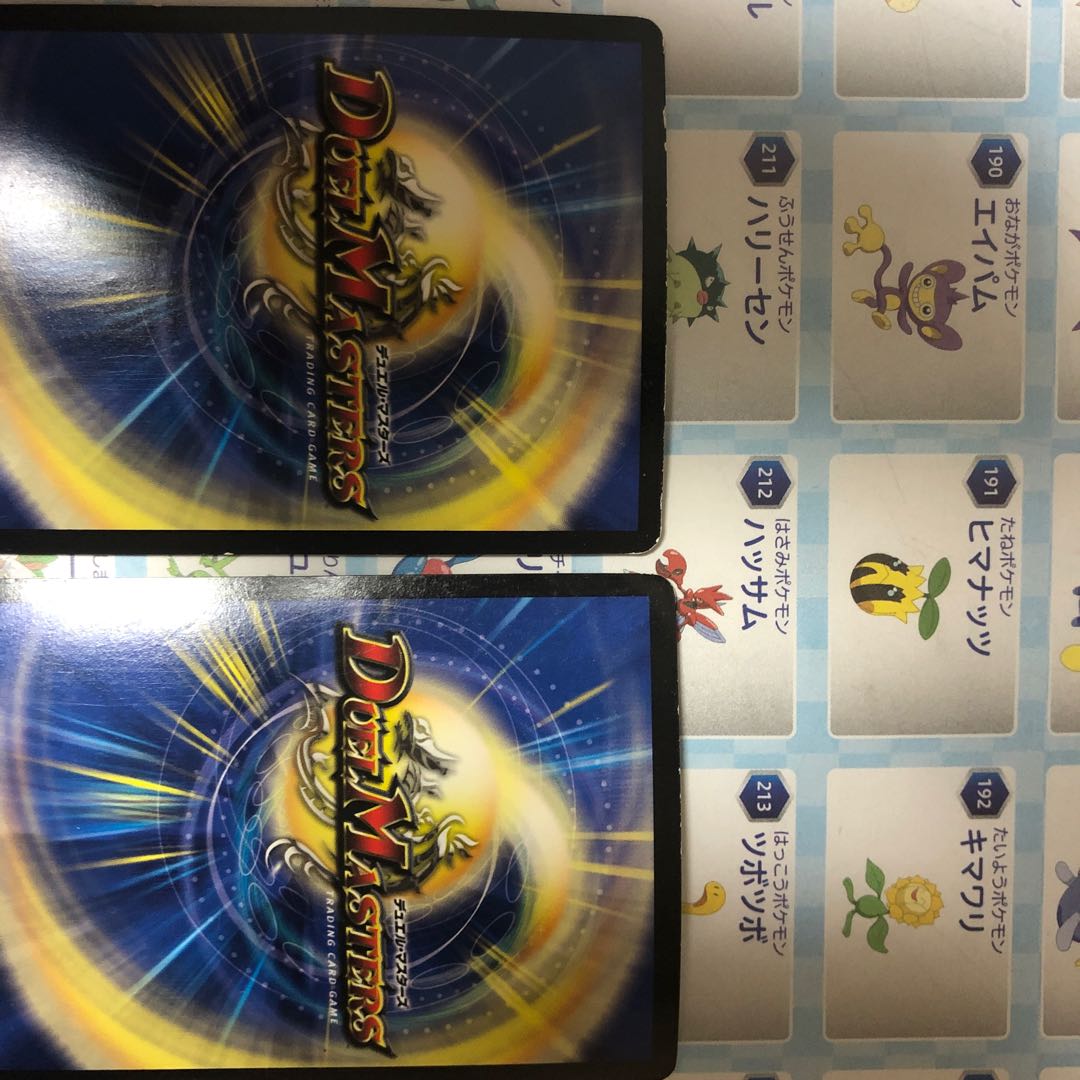 DUEL MASTERS
デュエル・マスターズ
TRADING CARD GAME
DUEL MASTERS
デュエル・マスターズ
TRADING CARD GAME
190
おながポケモン
エイパム
191
たねポケモン
ヒマナッツ
192
たいようポケモン
キマワリ
211
ふうせんポケモン
ハリーセン
212
はさみポケモン
ハッサム
213
はっこうポケモン
ツボツボ